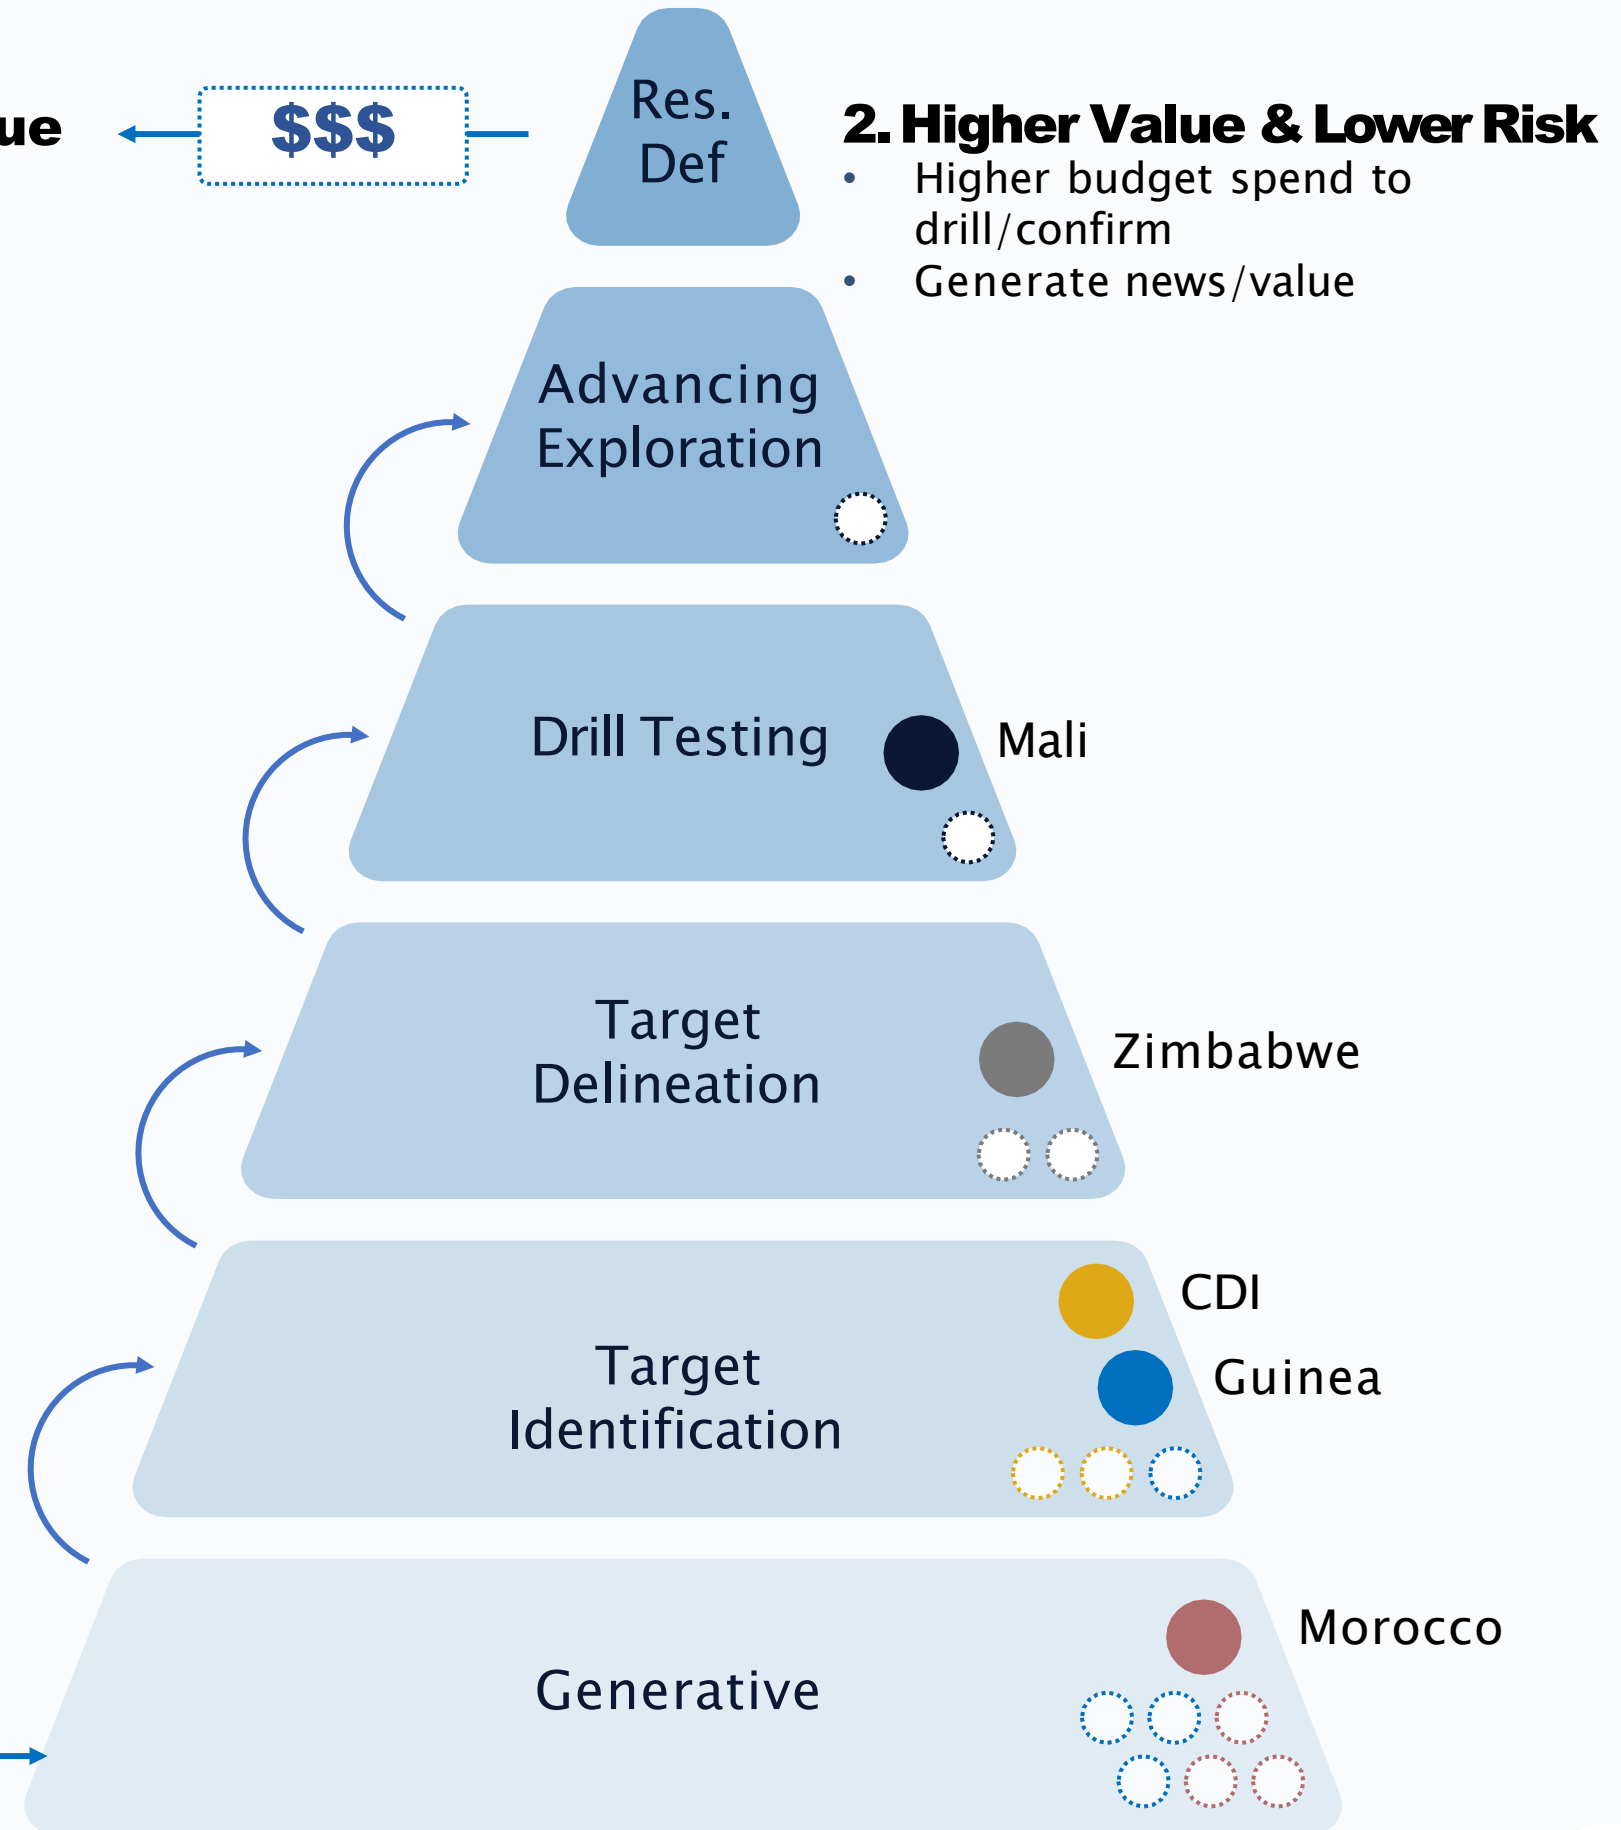 $$$
Res.
Def
2. Higher Value & Lower Risk
• Higher budget spend to
drill/confirm
• Generate news/value
Advancing
Exploration
Drill Testing
Mali
Target
Delineation
Zimbabwe
CDI
Guinea
Target
Identification
Morocco
Generative